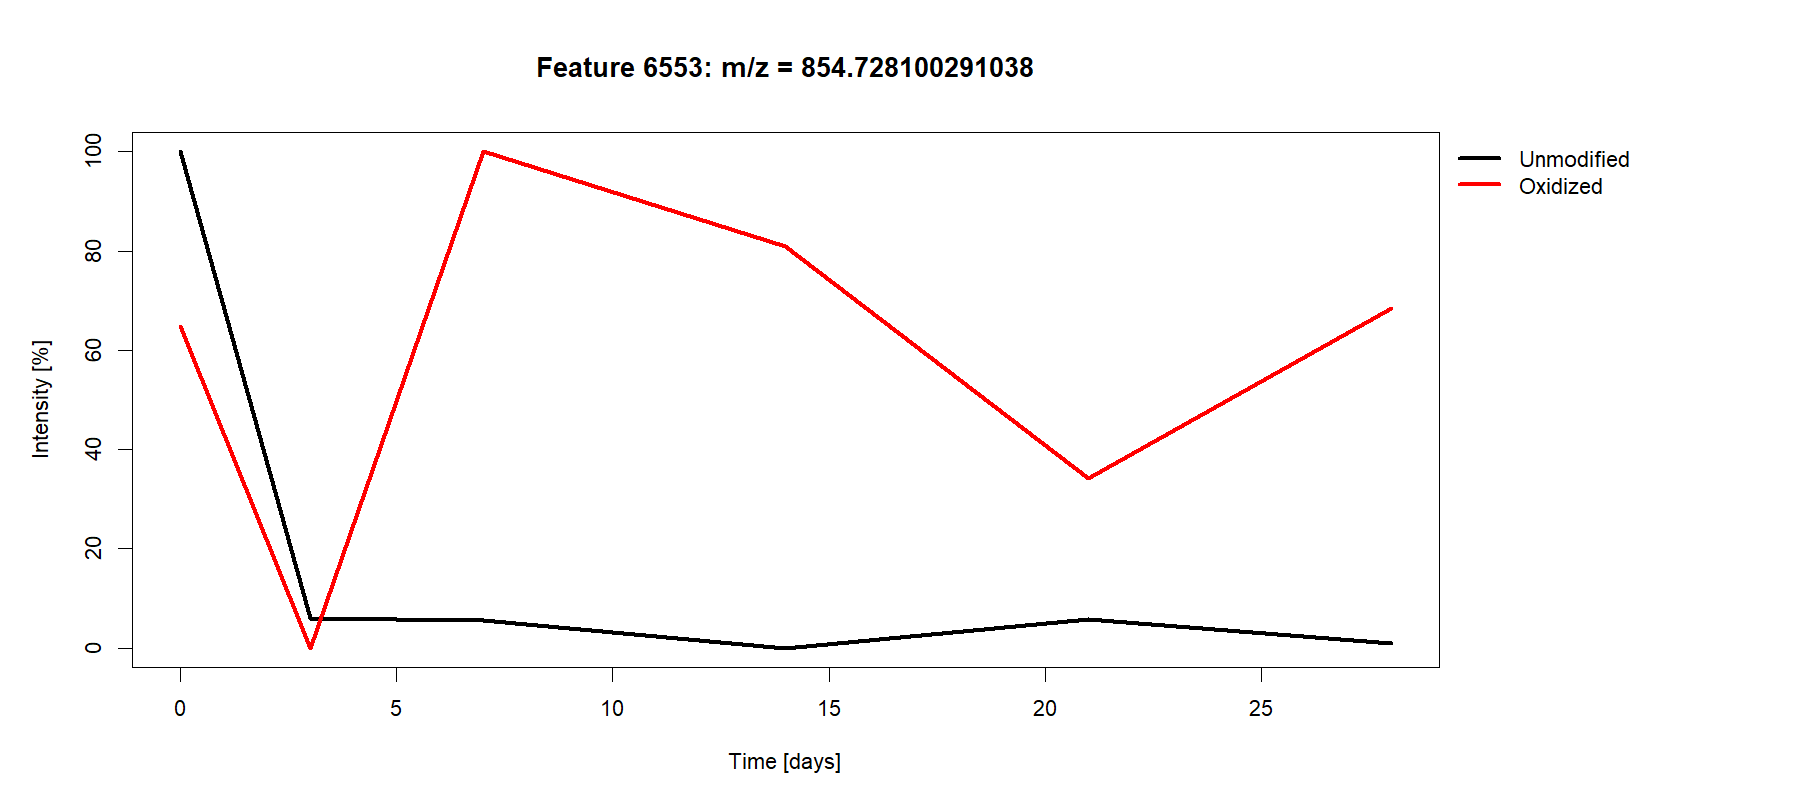 Feature 6553: m/z = 854.728100291038
Unmodified
Oxidized
Intensity [%]
100
80
60
40
20
0
0 5 10 15 20 25
Time [days]